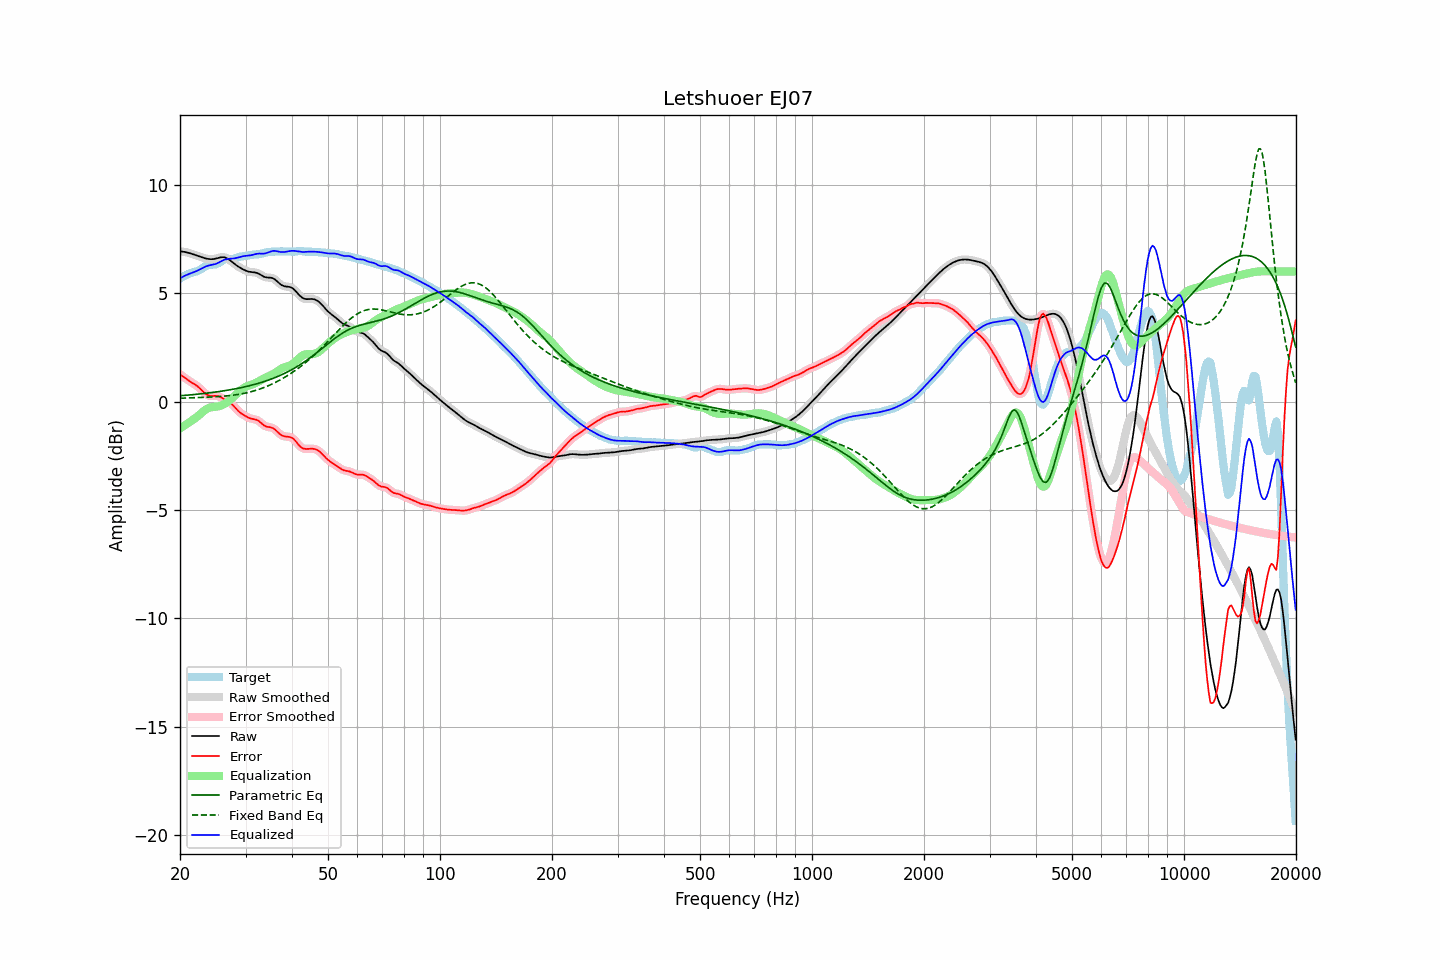 Letshuoer EJ07
Amplitude (dBr)
10
5
0
−5
−10
−15
−20
Target
Raw Smoothed
Error Smoothed
Raw
Error
Equalization
Parametric Eq
Fixed Band Eq
Equalized
20 50 100 200 500 1000 2000 5000 10000 20000
Frequency (Hz)